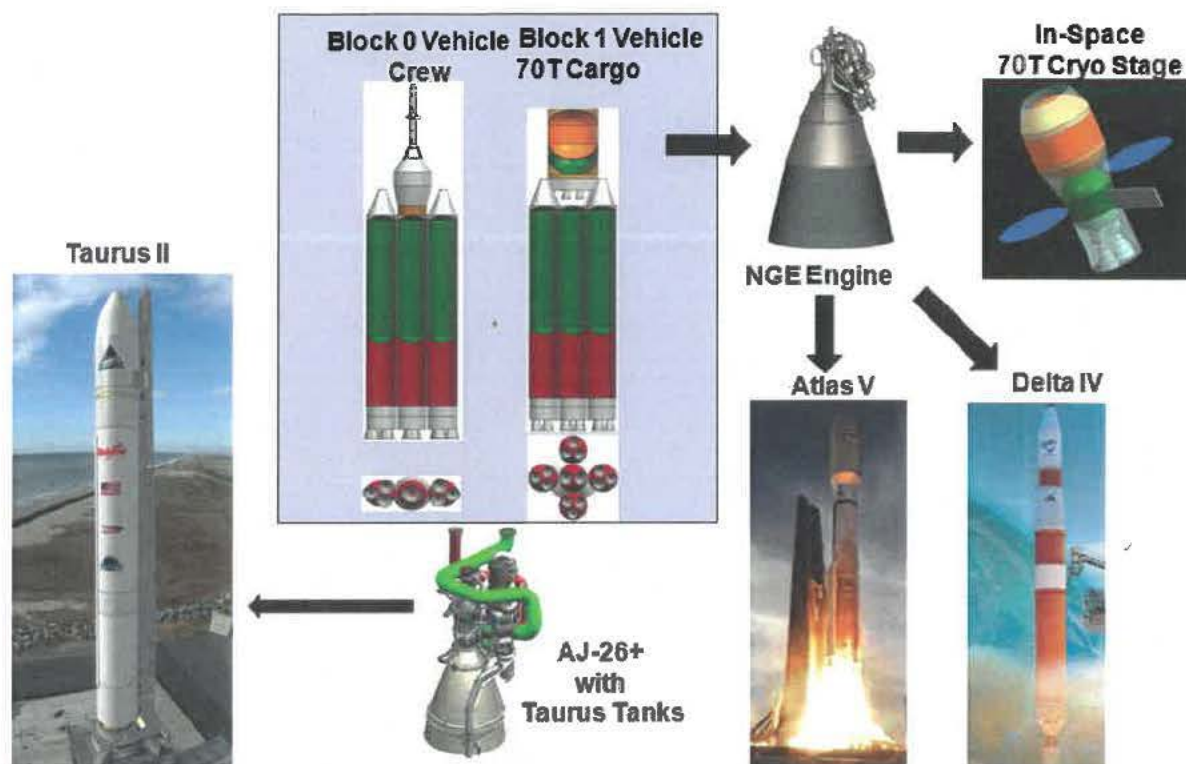 Block 0 Vehicle
Crew
Block 1 Vehicle
70T Cargo
In-Space
70T Cryo Stage
Taurus II
NGE Engine
Atlas V
Delta IV
AJ-26+
with
Taurus Tanks